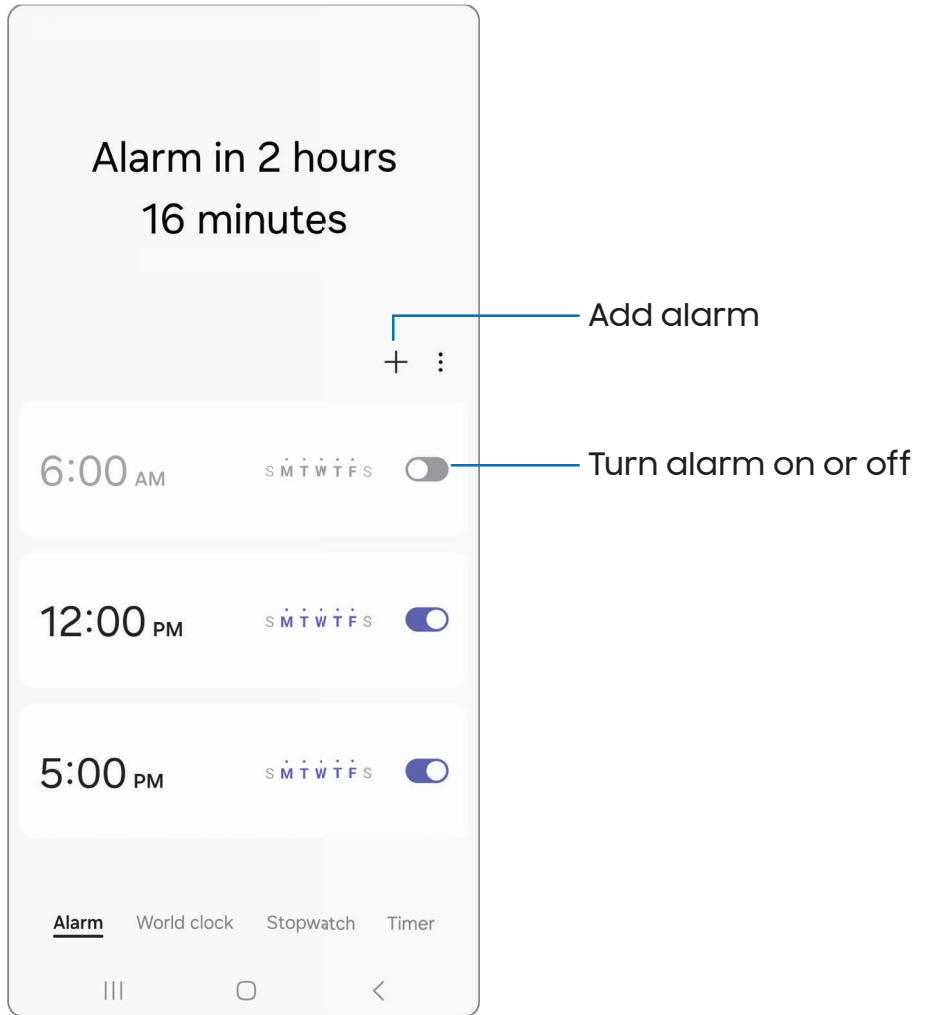 Alarm in 2 hours
16 minutes
Add alarm
6:00 AM S M T W T F S
Turn alarm on or off
12:00 PM S M T W T F S
5:00 PM S M T W T F S
Alarm World clock Stopwatch Timer